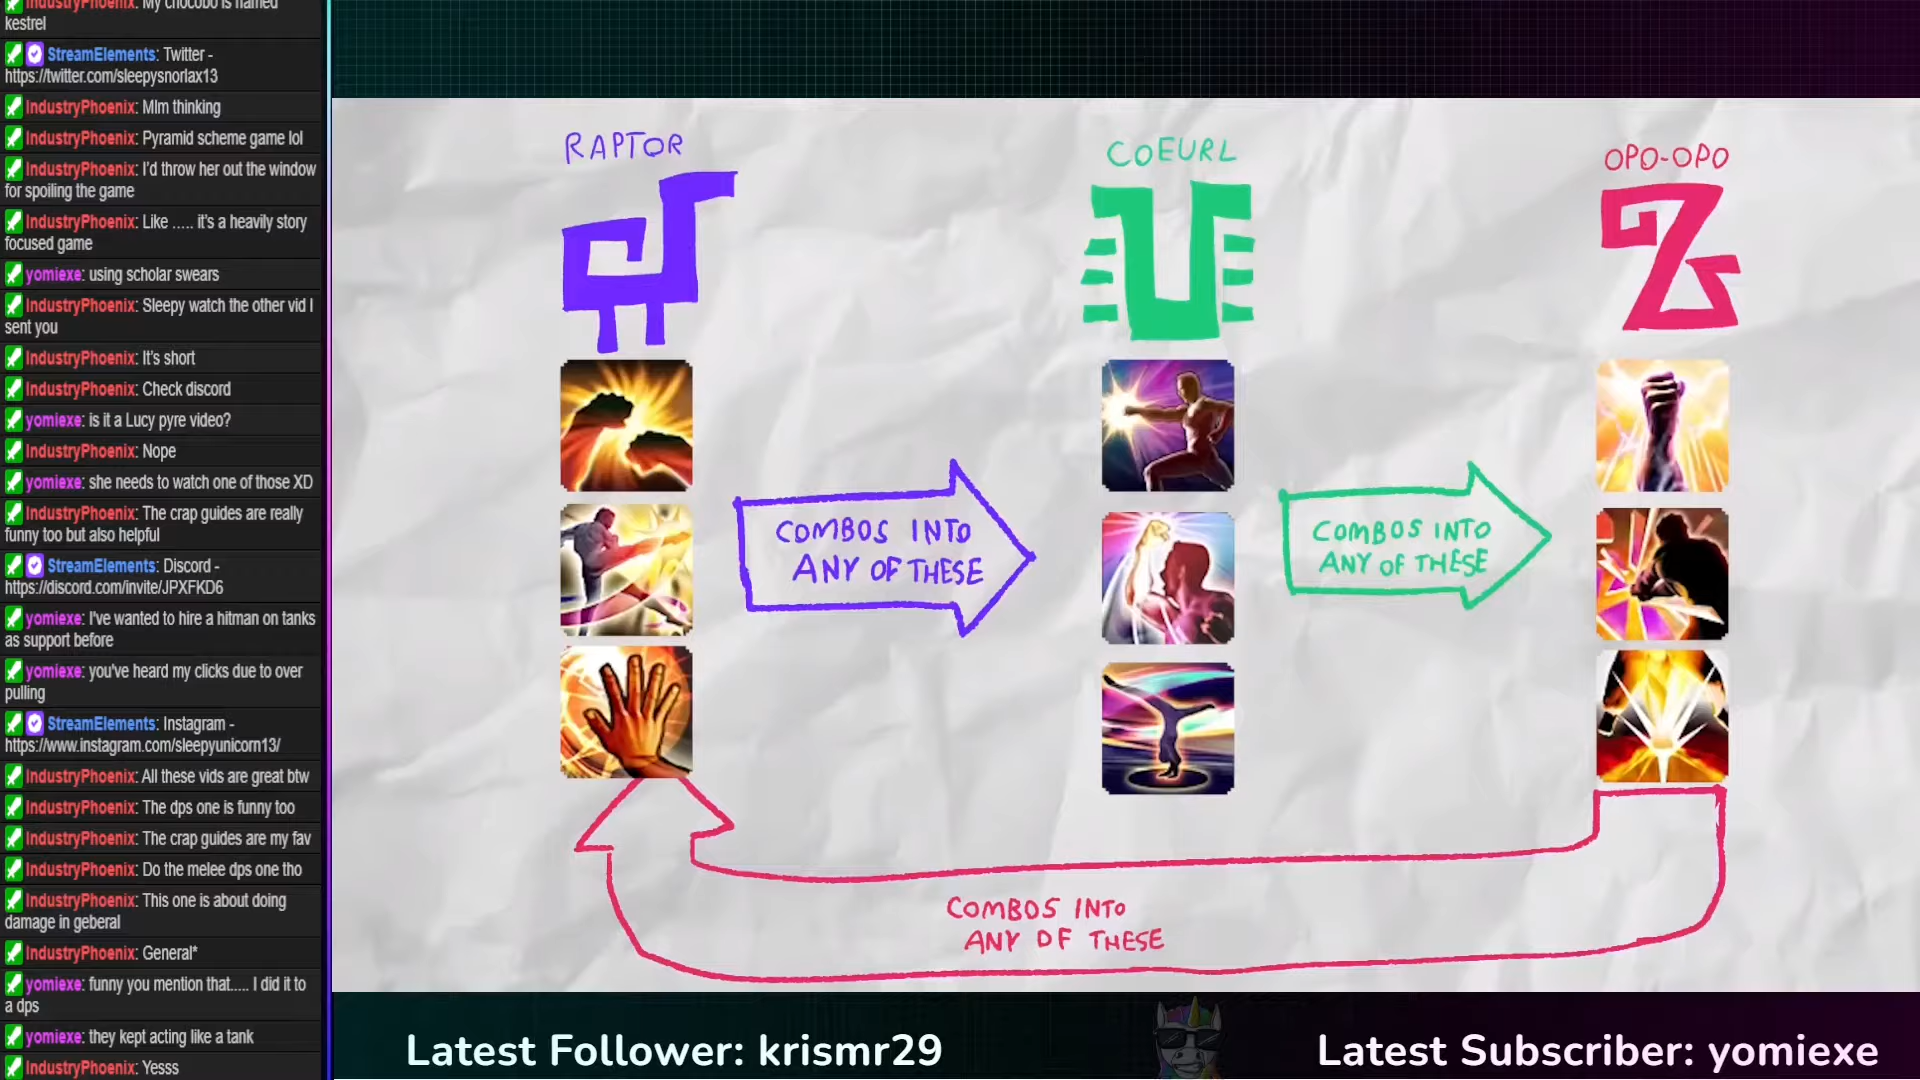 IndustryPhoenix: My chocobo is named
kestrel
StreamElements: Twitter -
https://twitter.com/sleepysnorlax13
IndustryPhoenix: MIm thinking
IndustryPhoenix: Pyramid scheme game lol
IndustryPhoenix: I'd throw her out the window
for spoiling the game
IndustryPhoenix: Like ..... it's a heavily story
focused game
yomiexe: using scholar swears
IndustryPhoenix: Sleepy watch the other vid I
sent you
IndustryPhoenix: It's short
IndustryPhoenix: Check discord
yomiexe: is it a Lucy pyre video?
IndustryPhoenix: Nope
yomiexe: she needs to watch one of those XD
IndustryPhoenix: The crap guides are really
funny too but also helpful
StreamElements: Discord -
https://discord.com/invite/JPXFKD6
yomiexe: I've wanted to hire a hitman on tanks
as support before
yomiexe: you've heard my clicks due to over
pulling
StreamElements: Instagram -
https://www.instagram.com/sleepyunicorn13/
IndustryPhoenix: All these vids are great btw
IndustryPhoenix: The dps one is funny too
IndustryPhoenix: The crap guides are my fav
IndustryPhoenix: Do the melee dps one tho
IndustryPhoenix: This one is about doing
damage in geberal
IndustryPhoenix: General*
yomiexe: funny you mention that..... I did it to
a dps
yomiexe: they kept acting like a tank
IndustryPhoenix: Yesss
RAPTOR
COEURL
OPO-OPO
COMBOS INTO
ANY OF THESE
COMBOS INTO
ANY OF THESE
COMBOS INTO
ANY OF THESE
Latest Follower: krismr29
Latest Subscriber: yomiexe